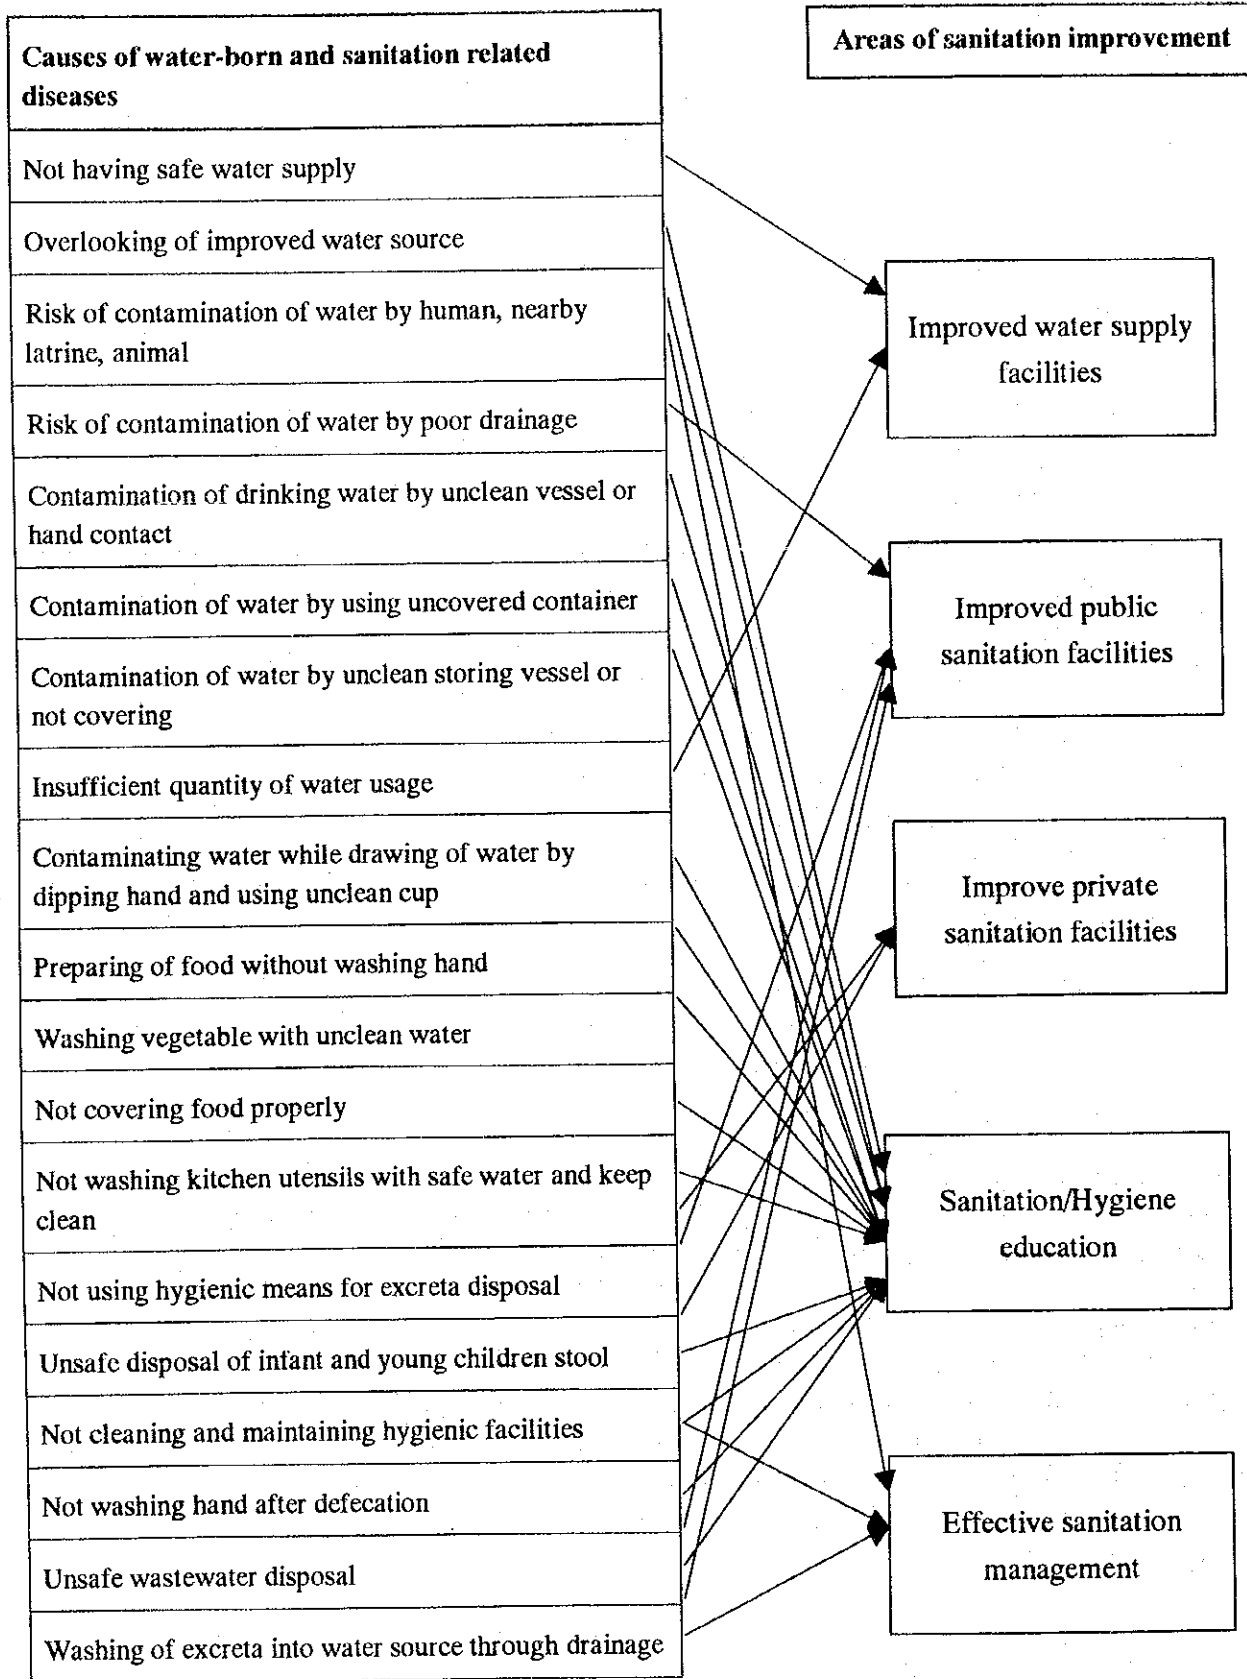 Causes of water-born and sanitation related
diseases
Areas of sanitation improvement
Not having safe water supply
Overlooking of improved water source
Risk of contamination of water by human, nearby
latrine, animal
Risk of contamination of water by poor drainage
Contamination of drinking water by unclean vessel or
hand contact
Contamination of water by using uncovered container
Contamination of water by unclean storing vessel or
not covering
Insufficient quantity of water usage
Contaminating water while drawing of water by
dipping hand and using unclean cup
Preparing of food without washing hand
Washing vegetable with unclean water
Not covering food properly
Not washing kitchen utensils with safe water and keep
clean
Not using hygienic means for excreta disposal
Unsafe disposal of infant and young children stool
Not cleaning and maintaining hygienic facilities
Not washing hand after defecation
Unsafe wastewater disposal
Washing of excreta into water source through drainage
Improved water supply
facilities
Improved public
sanitation facilities
Improve private
sanitation facilities
Sanitation/Hygiene
education
Effective sanitation
management